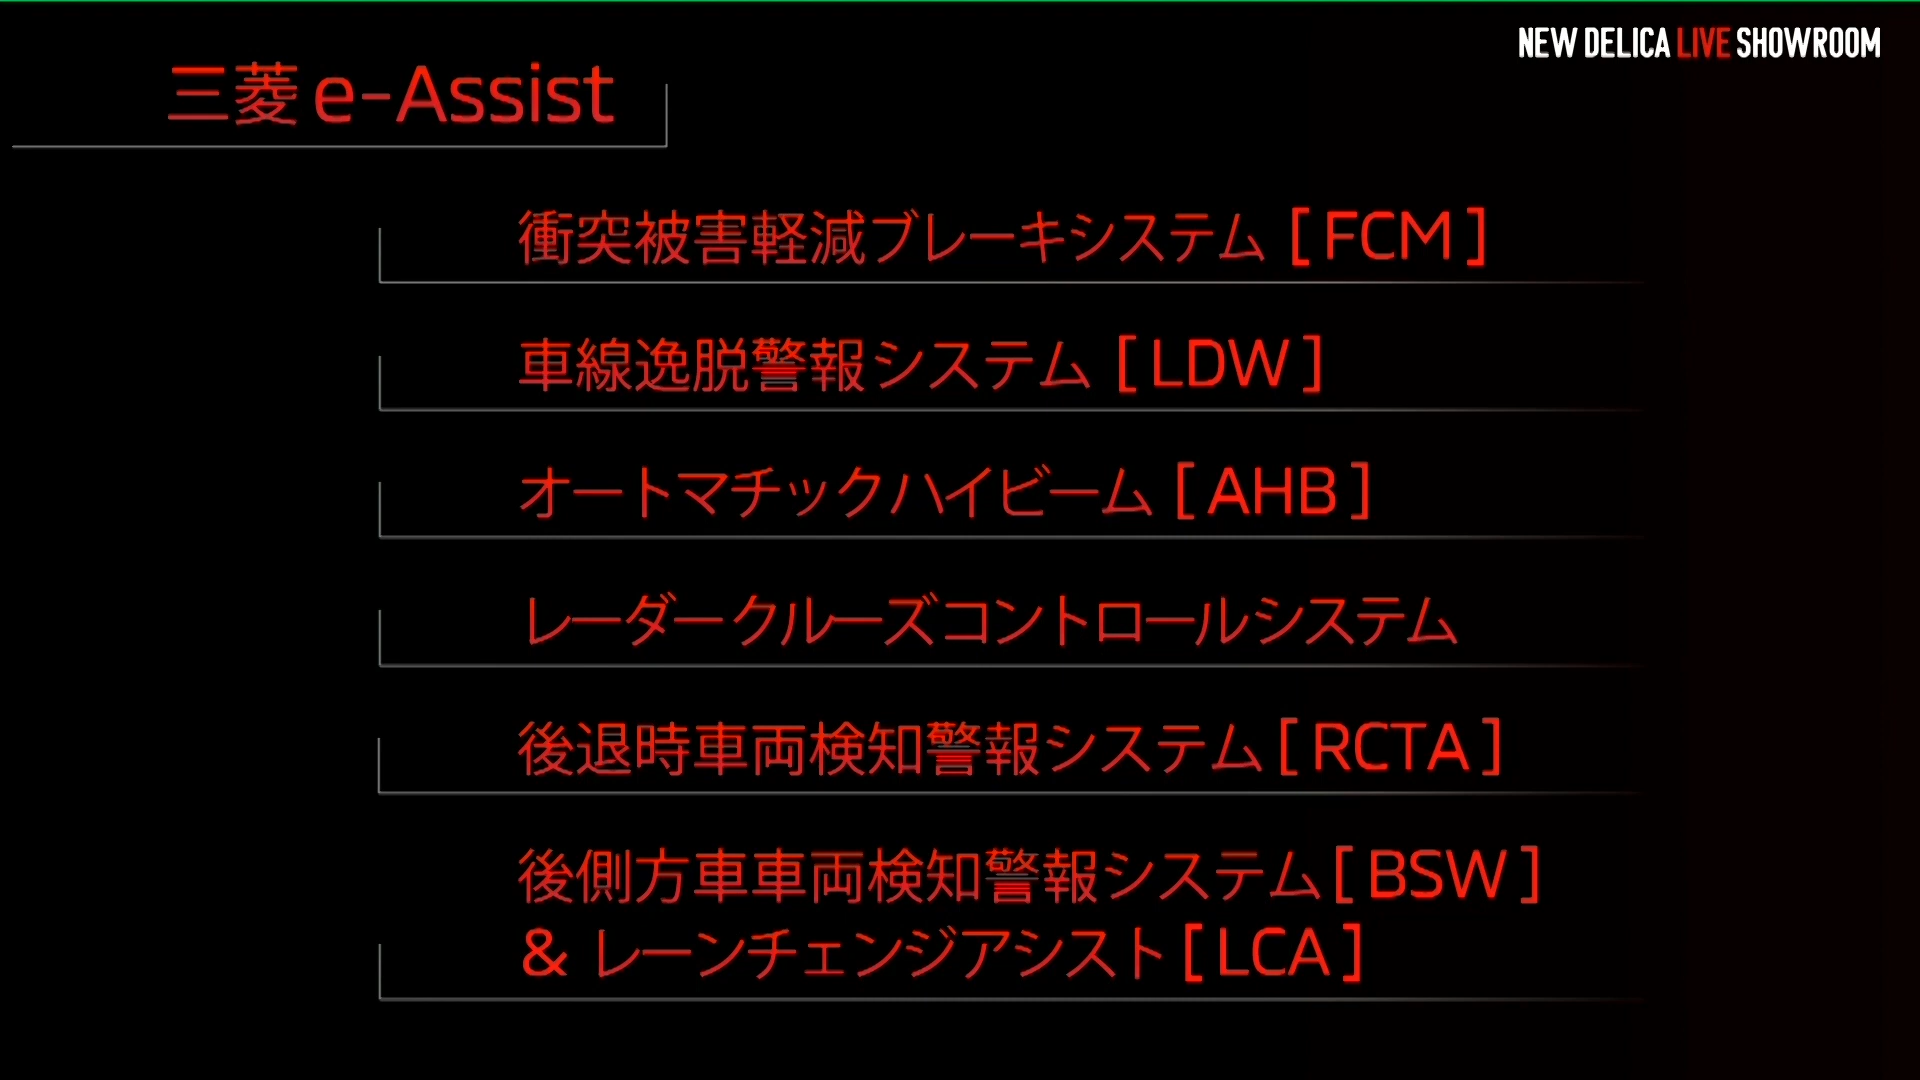 NEW DELICA LIVE SHOWROOM
三菱 e-Assist
衝突被害軽減ブレーキシステム [ FCM ]
車線逸脱警報システム [ LDW ]
オートマチックハイビーム [ AHB ]
レーダークルーズコントロールシステム
後退時車両検知警報システム [ RCTA ]
後側方車車両検知警報システム [ BSW ]
& レーンチェンジアシスト [ LCA ]